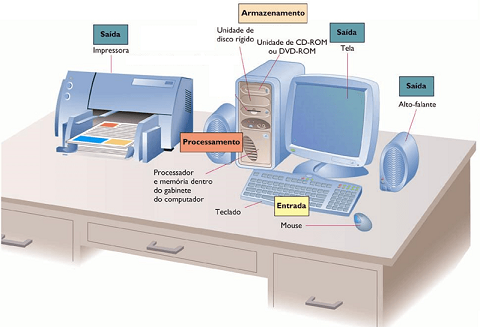 Armazenamento
Unidade de
disco rígido
Unidade de CD-ROM
ou DVD-ROM
Saída
Impressora
Saída
Tela
Saída
Alto-falante
Processamento
Processador
e memória dentro
do gabinete
do computador
Teclado
Entrada
Mouse